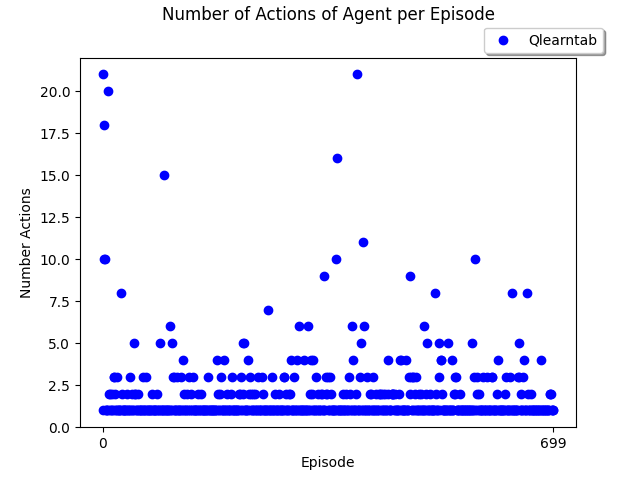 Number of Actions of Agent per Episode
Qlearntab
20.0
17.5
15.0
12.5
10.0
7.5
5.0
2.5
0.0
Number Actions
0 699
Episode